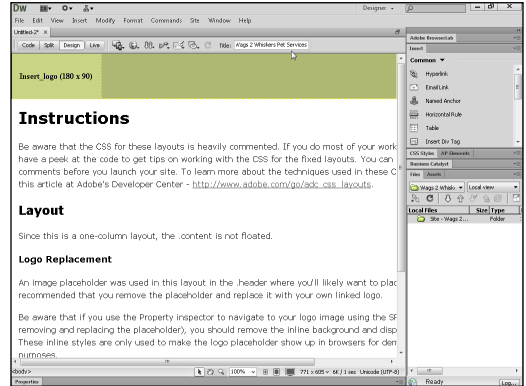 DW
Designer
File Edit View Insert Modify Format Commands Site Window Help
Untitled-2* ×
Code Split Design Live Title: Wags 2 Whiskers Pet Services
Insert_logo (180 x 90)
Instructions
Be aware that the CSS for these layouts is heavily commented. If you do most of your work
have a peek at the code to get tips on working with the CSS for the fixed layouts. You can
comments before you launch your site. To learn more about the techniques used in these C
this article at Adobe's Developer Center - http://www.adobe.com/go/adc_css_layouts.
Layout
Since this is a one-column layout, the .content is not floated.
Logo Replacement
An image placeholder was used in this layout in the .header where you'll likely want to plac
recommended that you remove the placeholder and replace it with your own linked logo.
Be aware that if you use the Property inspector to navigate to your logo image using the SR
removing and replacing the placeholder), you should remove the inline background and disp
These inline styles are only used to make the logo placeholder show up in browsers for dem
purposes.
<body> 100% 771 x 605 6K / 1 sec Unicode (UTF-8)
Properties
Adobe BrowserLab
Insert
Common
Hyperlink
Email Link
Named Anchor
Horizontal Rule
Table
Insert Div Tag
CSS Styles AP Elements
Business Catalyst
Files Assets
Wags 2 Whisk Local view
Local Files Size Type
Site - Wags 2... Folder
Ready Log...